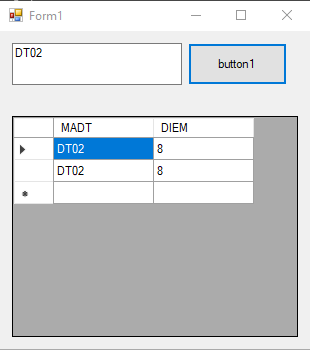 Form1
DT02
button1
MADT DIEM
DT02 8
DT02 8